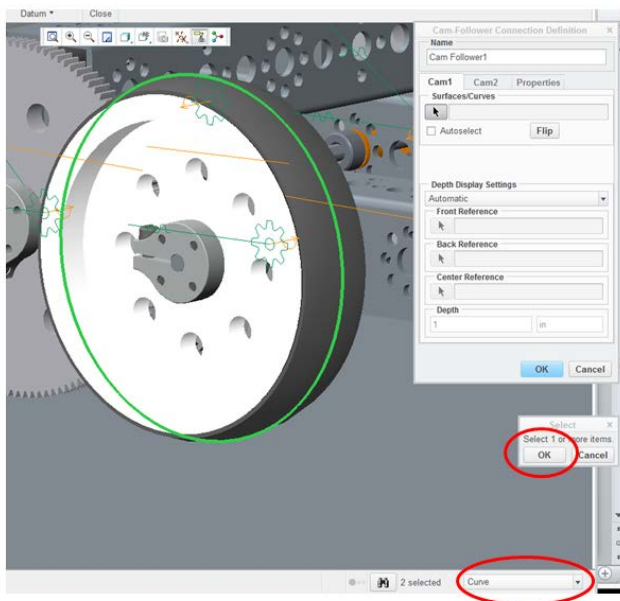 Datum Close
Cam-Follower Connection Definition
Name
Cam Follower1
Cam1 Cam2 Properties
Surfaces/Curves
Autoselect Flip
Depth Display Settings
Automatic
Front Reference
Back Reference
Center Reference
Depth
1 in
OK Cancel
Select
Select 1 or more items.
OK Cancel
2 selected Curve